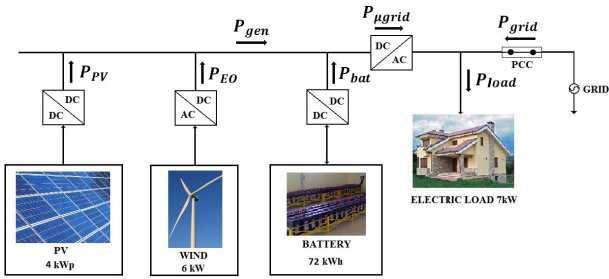 P_gen
P_μgrid
P_grid
DC
AC
PCC
P_PV
P_EO
P_bat
P_load
GRID
DC
DC
DC
AC
DC
DC
ELECTRIC LOAD 7kW
PV
4 kWp
WIND
6 kW
BATTERY
72 kWh